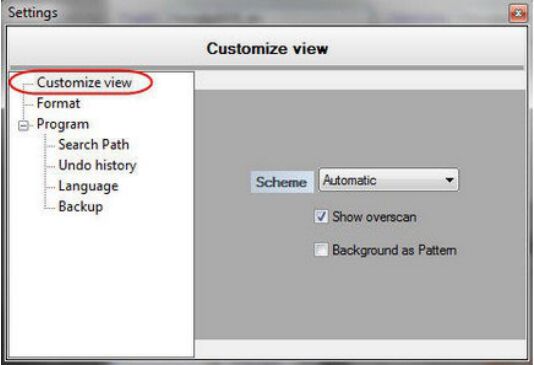 Settings
Customize view
Customize view
Format
Program
Search Path
Undo history
Language
Backup
Scheme Automatic
Show overscan
Background as Pattern